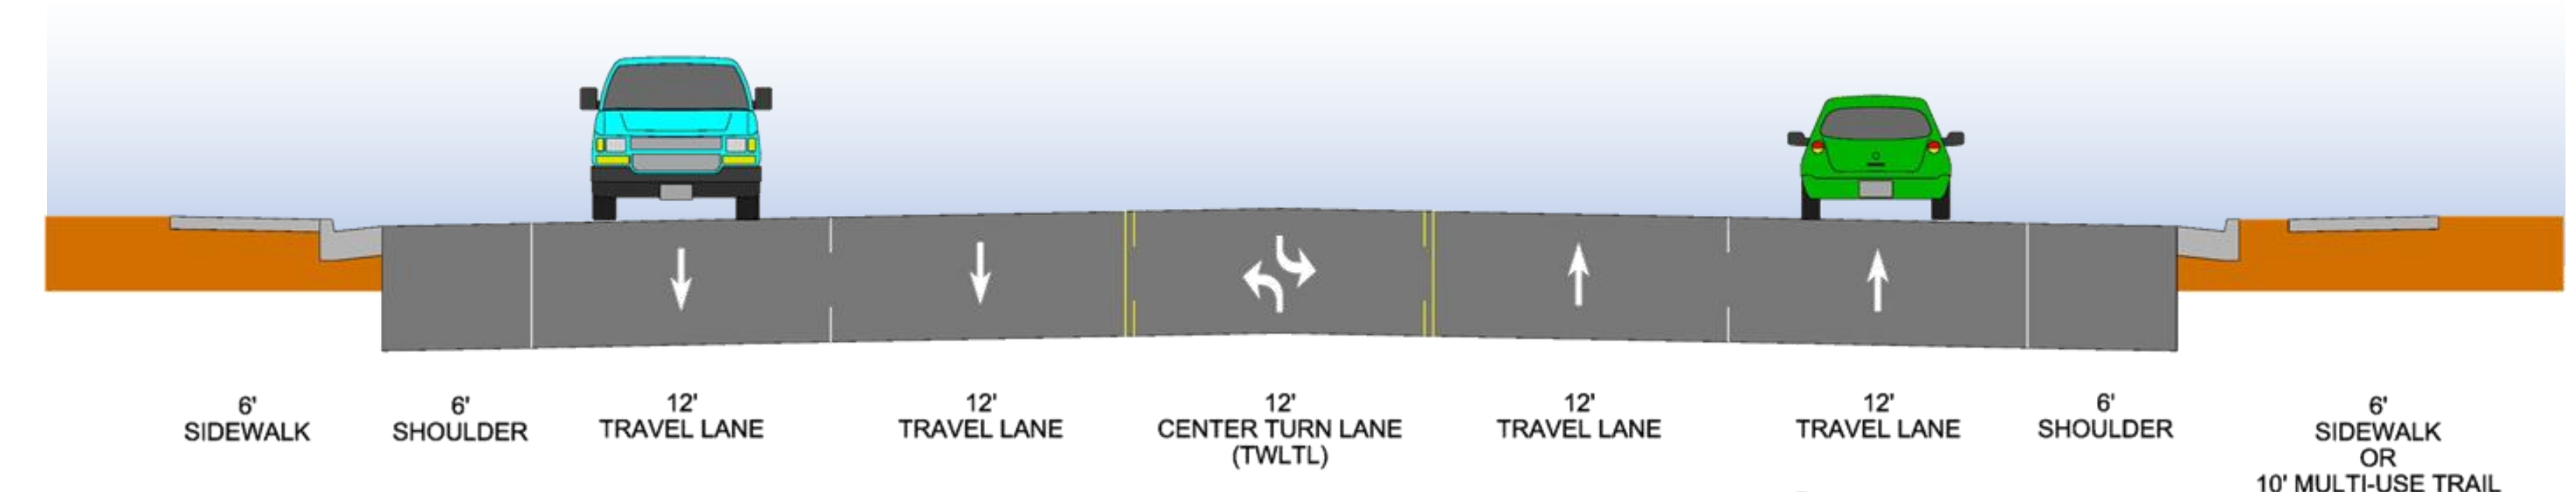 6'
SIDEWALK
6'
SHOULDER
12'
TRAVEL LANE
12'
TRAVEL LANE
12'
CENTER TURN LANE
(TWLTL)
12'
TRAVEL LANE
12'
TRAVEL LANE
6'
SHOULDER
6'
SIDEWALK
OR
10' MULTI-USE TRAIL